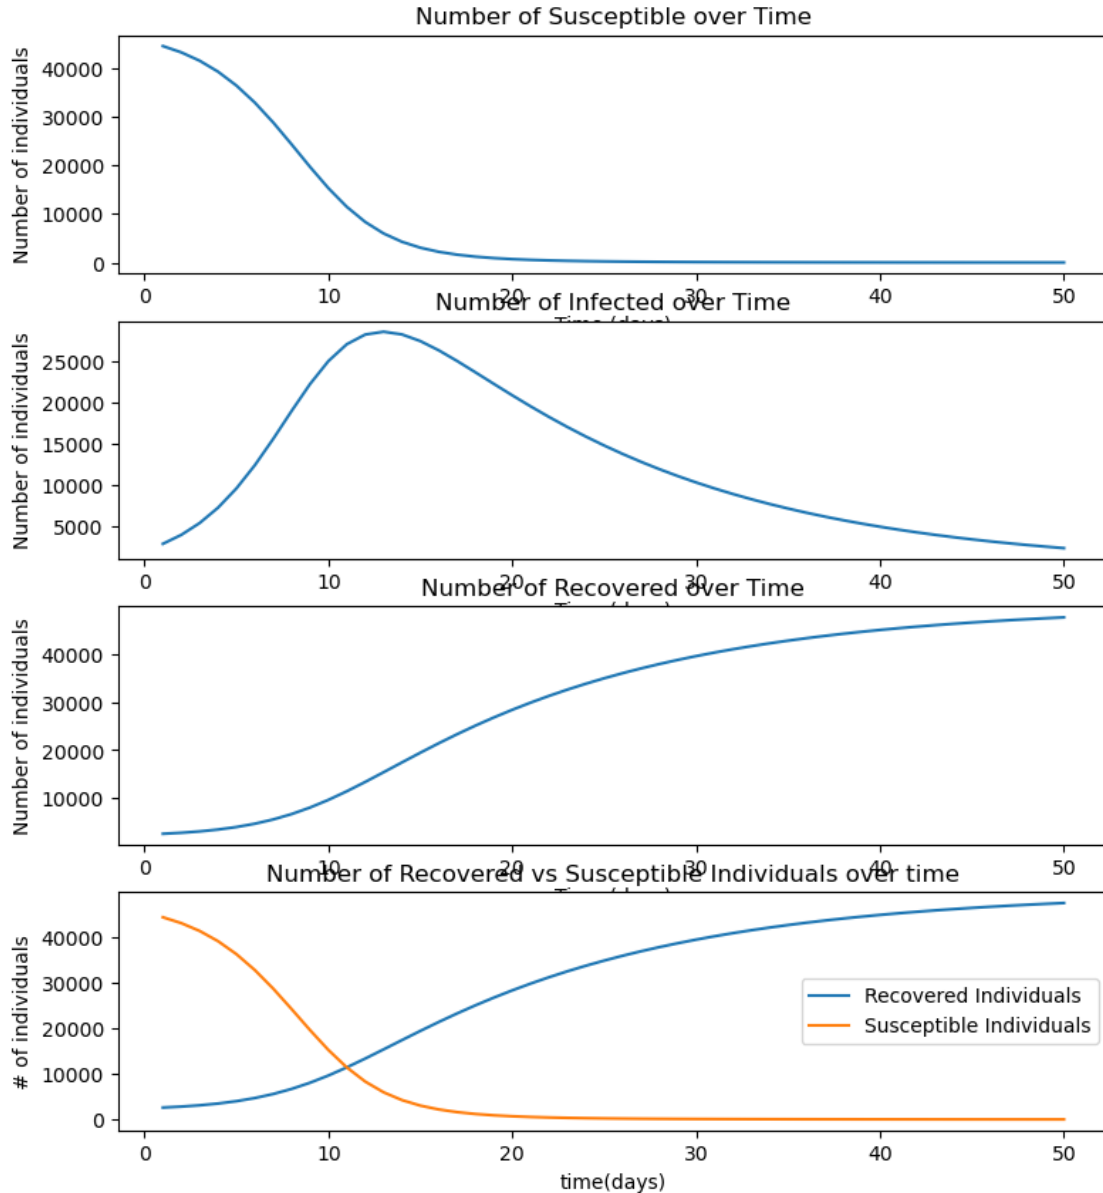 Number of Susceptible over Time
Number of individuals
40000
30000
20000
10000
0
0 10 20 30 40 50
Time (days)
Number of Infected over Time
Number of individuals
25000
20000
15000
10000
5000
0 10 20 30 40 50
Number of Recovered over Time
Number of individuals
40000
30000
20000
10000
0 10 20 30 40 50
Number of Recovered vs Susceptible Individuals over time
# of individuals
40000
30000
20000
10000
0
Recovered Individuals
Susceptible Individuals
0 10 20 30 40 50
time(days)